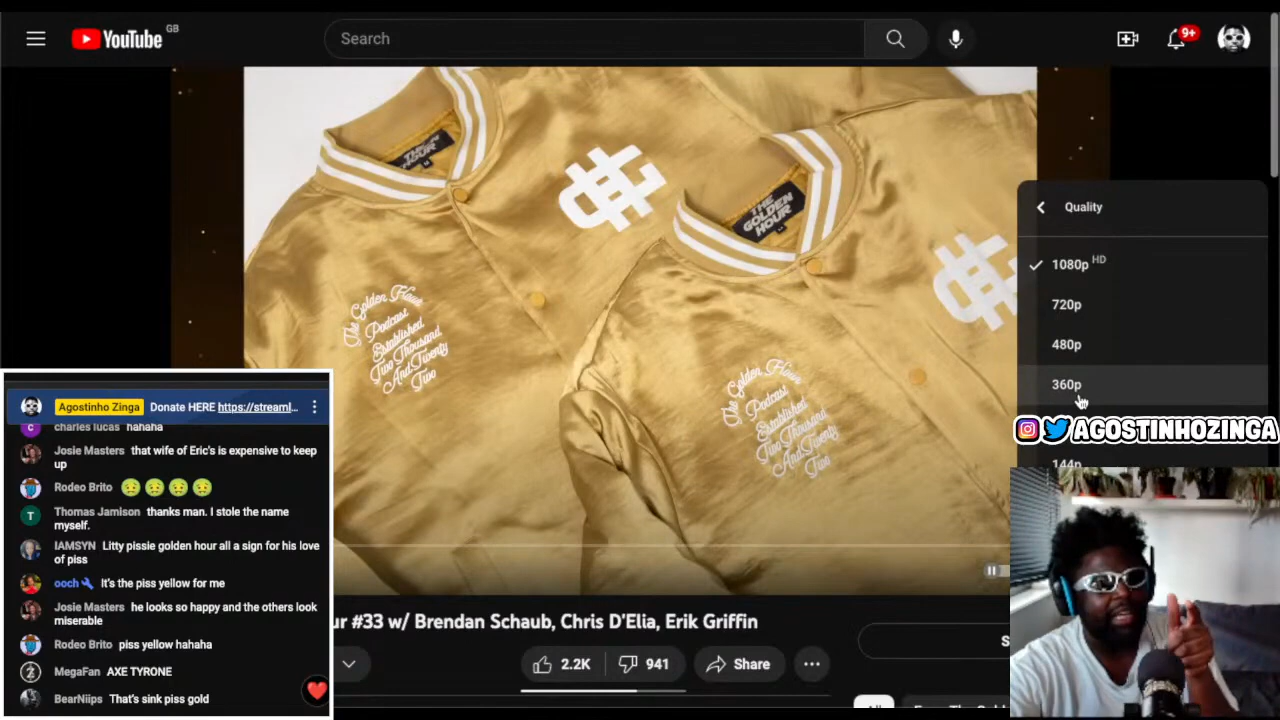 YouTube GB
Search
9+
THE GOLDEN HOUR
THE
GOLDEN
HOUR
The Golden Hour
Podcast
Established
Two Thousand
And Twenty
Two
The Golden Hour
Podcast
Established
Two Thousand
And Twenty
Two
Quality
1080p HD
720p
480p
360p
144p
AGOSTINHOZINGA
Agostinho Zinga Donate HERE https://streaml...
charles lucas hahaha
Josie Masters that wife of Eric's is expensive to keep
up
Rodeo Brito
Thomas Jamison thanks man. I stole the name
myself.
IAMSYN Litty pissie golden hour all a sign for his love
of piss
ooch It's the piss yellow for me
Josie Masters he looks so happy and the others look
miserable
Rodeo Brito piss yellow hahaha
MegaFan AXE TYRONE
BearNiips That's sink piss gold
ur #33 w/ Brendan Schaub, Chris D'Elia, Erik Griffin
2.2K 941 Share
S
All